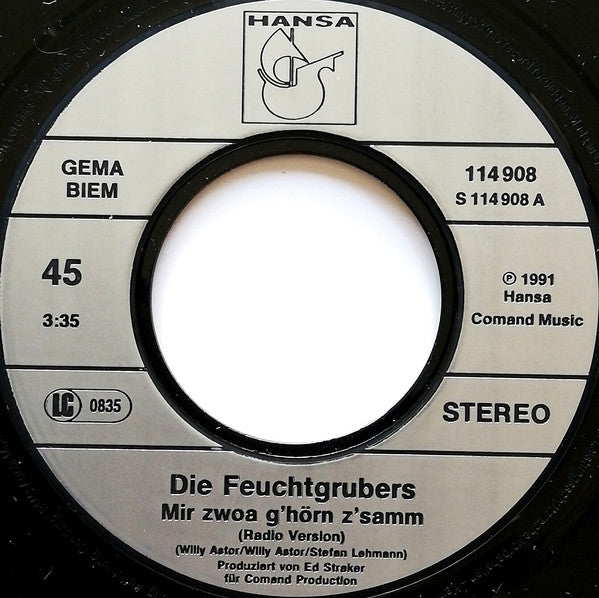 HANSA
GEMA
BIEM
114 908
S 114 908 A
45
3:35
℗ 1991
Hansa
Comand Music
LC 0835
STEREO
Die Feuchtgrubers
Mir zwoa g'hörn z'samm
(Radio Version)
(Willy Astor/Willy Astor/Stefan Lehmann)
Produziert von Ed Straker
für Comand Production